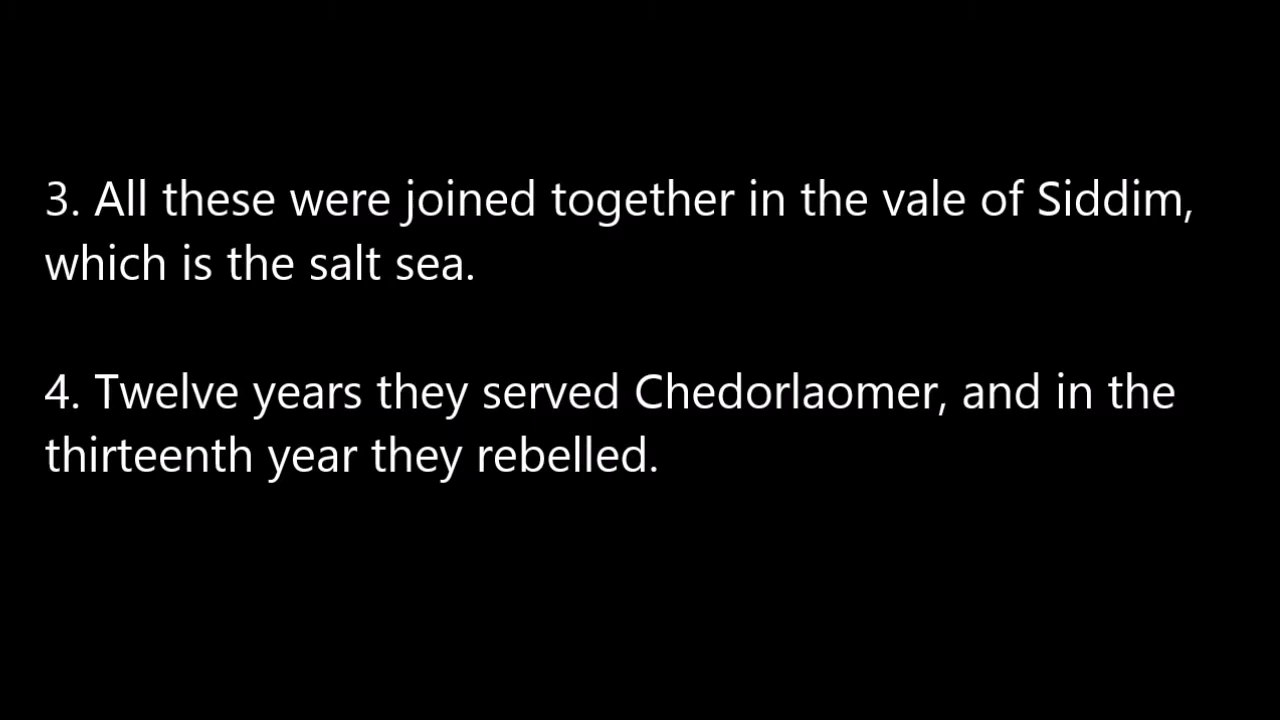 3. All these were joined together in the vale of Siddim,
which is the salt sea.
4. Twelve years they served Chedorlaomer, and in the
thirteenth year they rebelled.